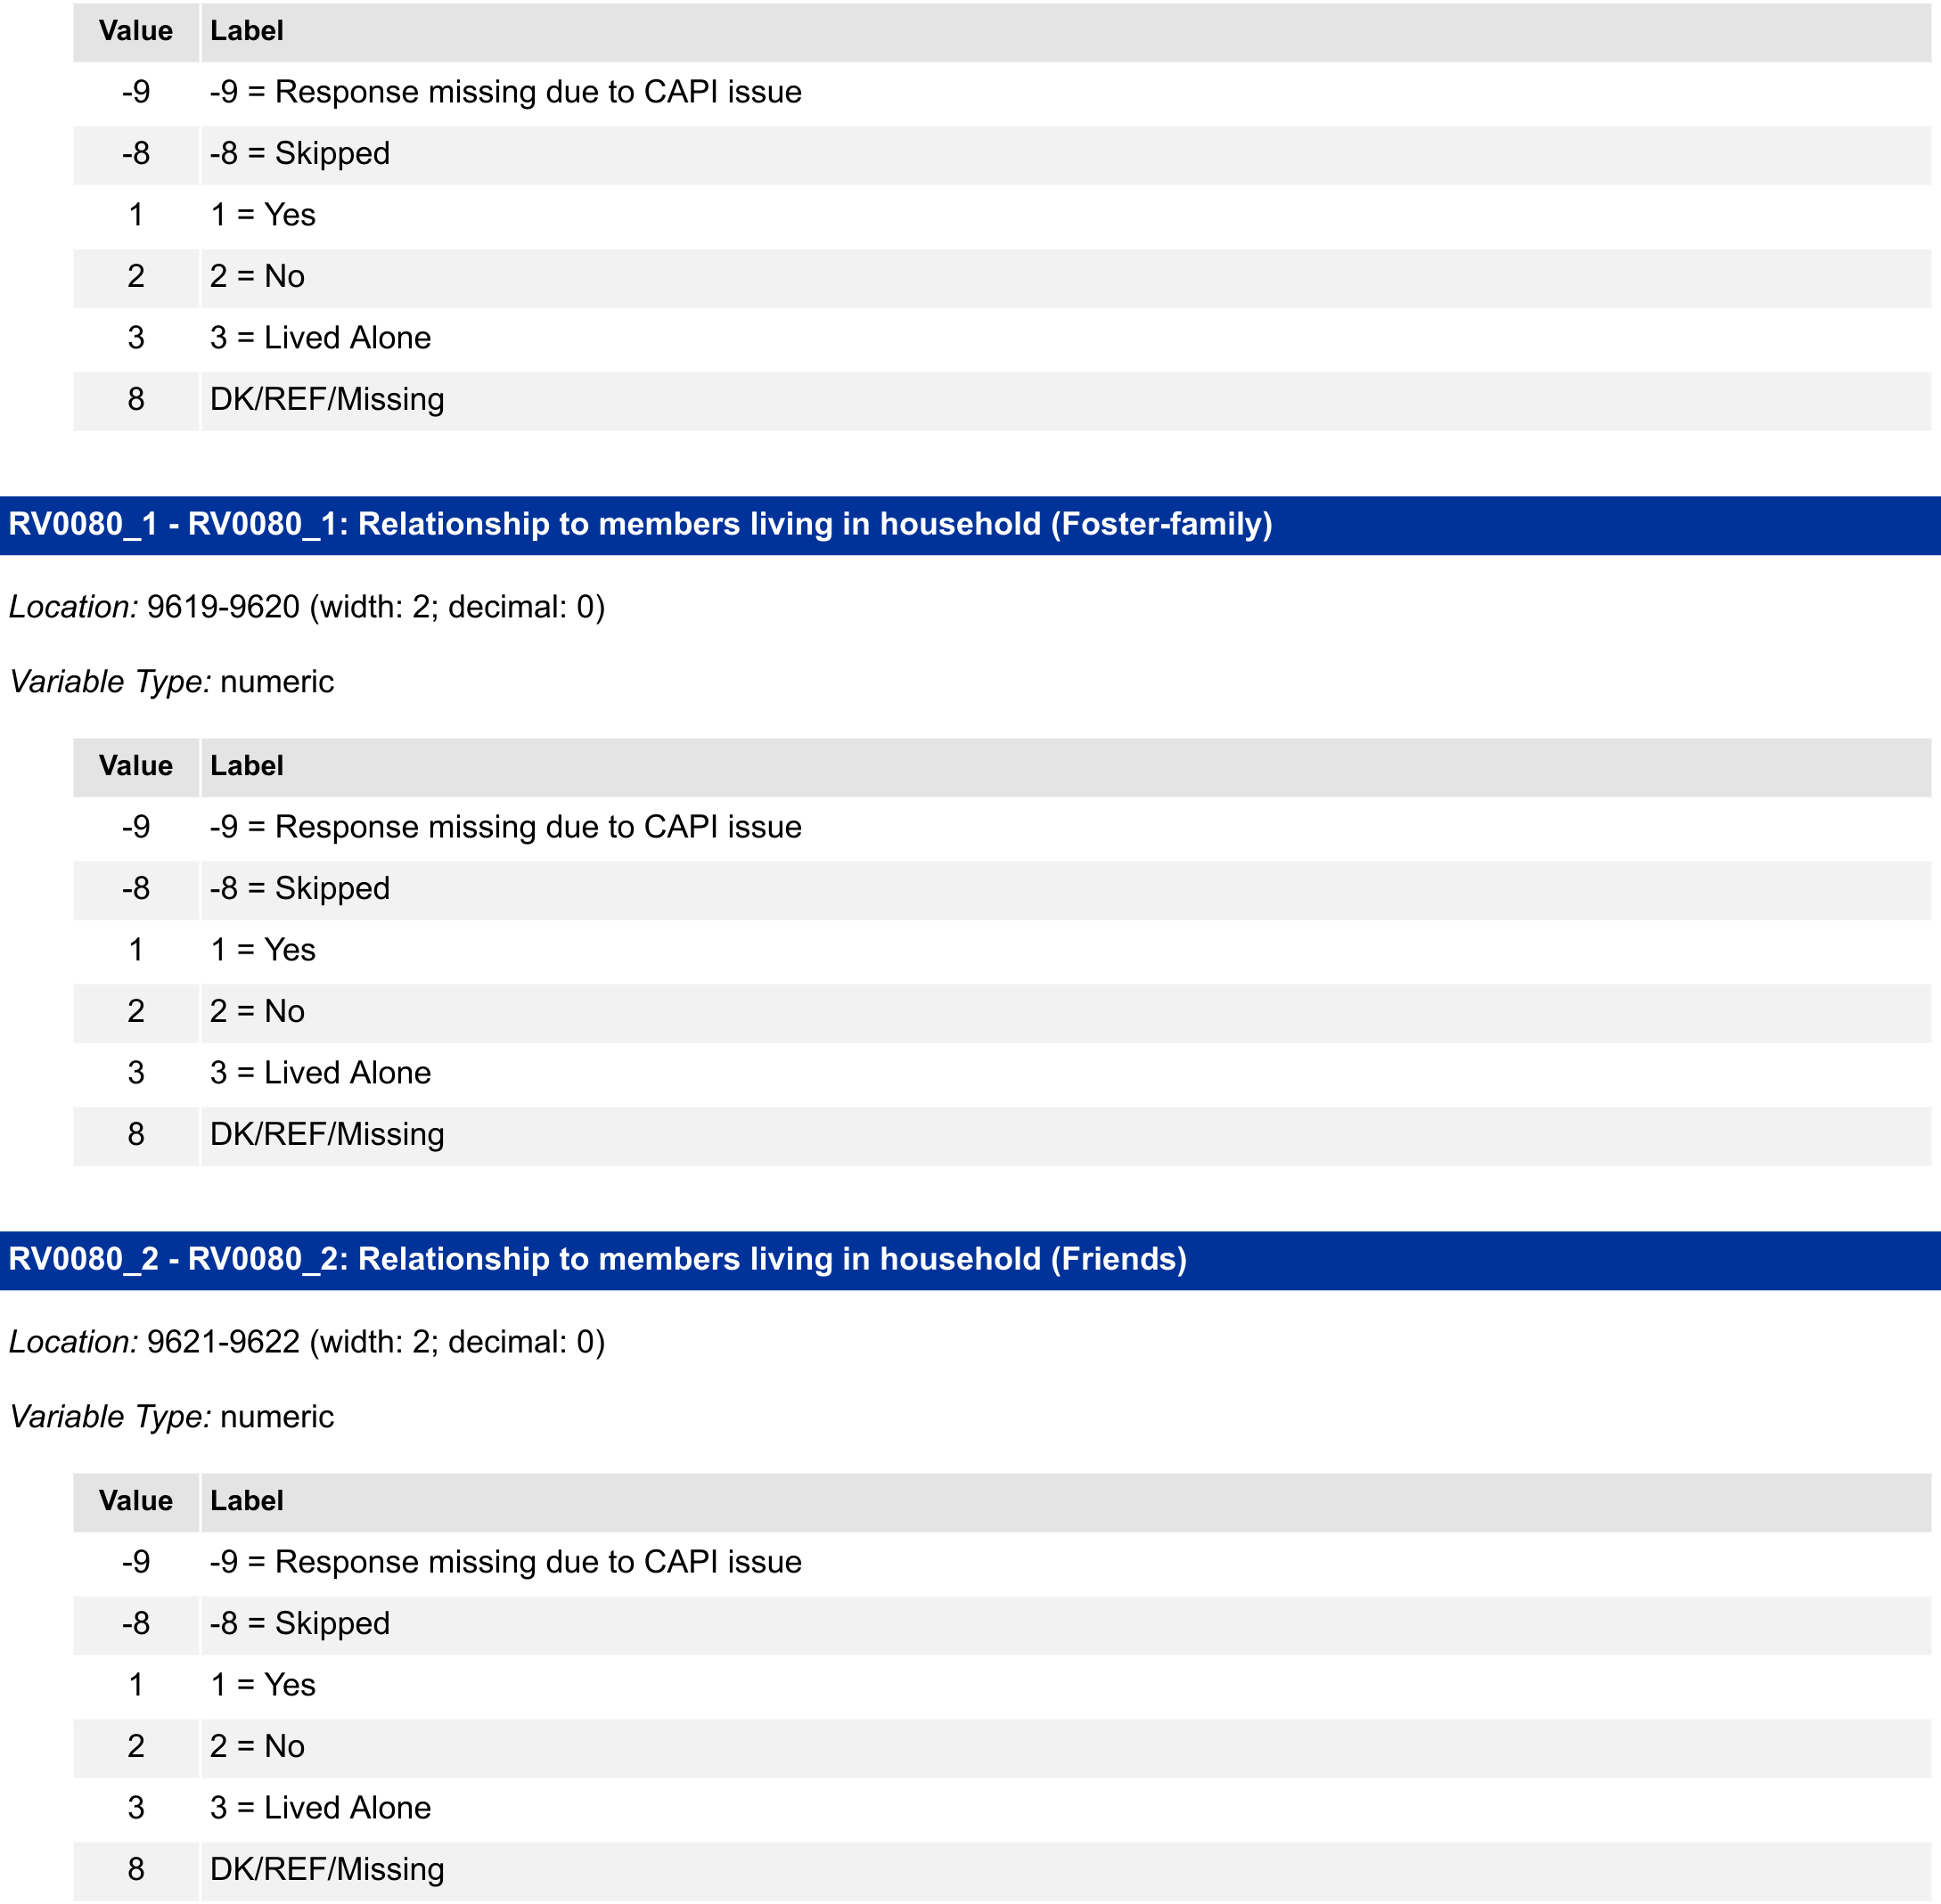 Value Label
-9 -9 = Response missing due to CAPI issue
-8 -8 = Skipped
1 1 = Yes
2 2 = No
3 3 = Lived Alone
8 DK/REF/Missing
RV0080_1 - RV0080_1: Relationship to members living in household (Foster-family)
Location: 9619-9620 (width: 2; decimal: 0)
Variable Type: numeric
Value Label
-9 -9 = Response missing due to CAPI issue
-8 -8 = Skipped
1 1 = Yes
2 2 = No
3 3 = Lived Alone
8 DK/REF/Missing
RV0080_2 - RV0080_2: Relationship to members living in household (Friends)
Location: 9621-9622 (width: 2; decimal: 0)
Variable Type: numeric
Value Label
-9 -9 = Response missing due to CAPI issue
-8 -8 = Skipped
1 1 = Yes
2 2 = No
3 3 = Lived Alone
8 DK/REF/Missing